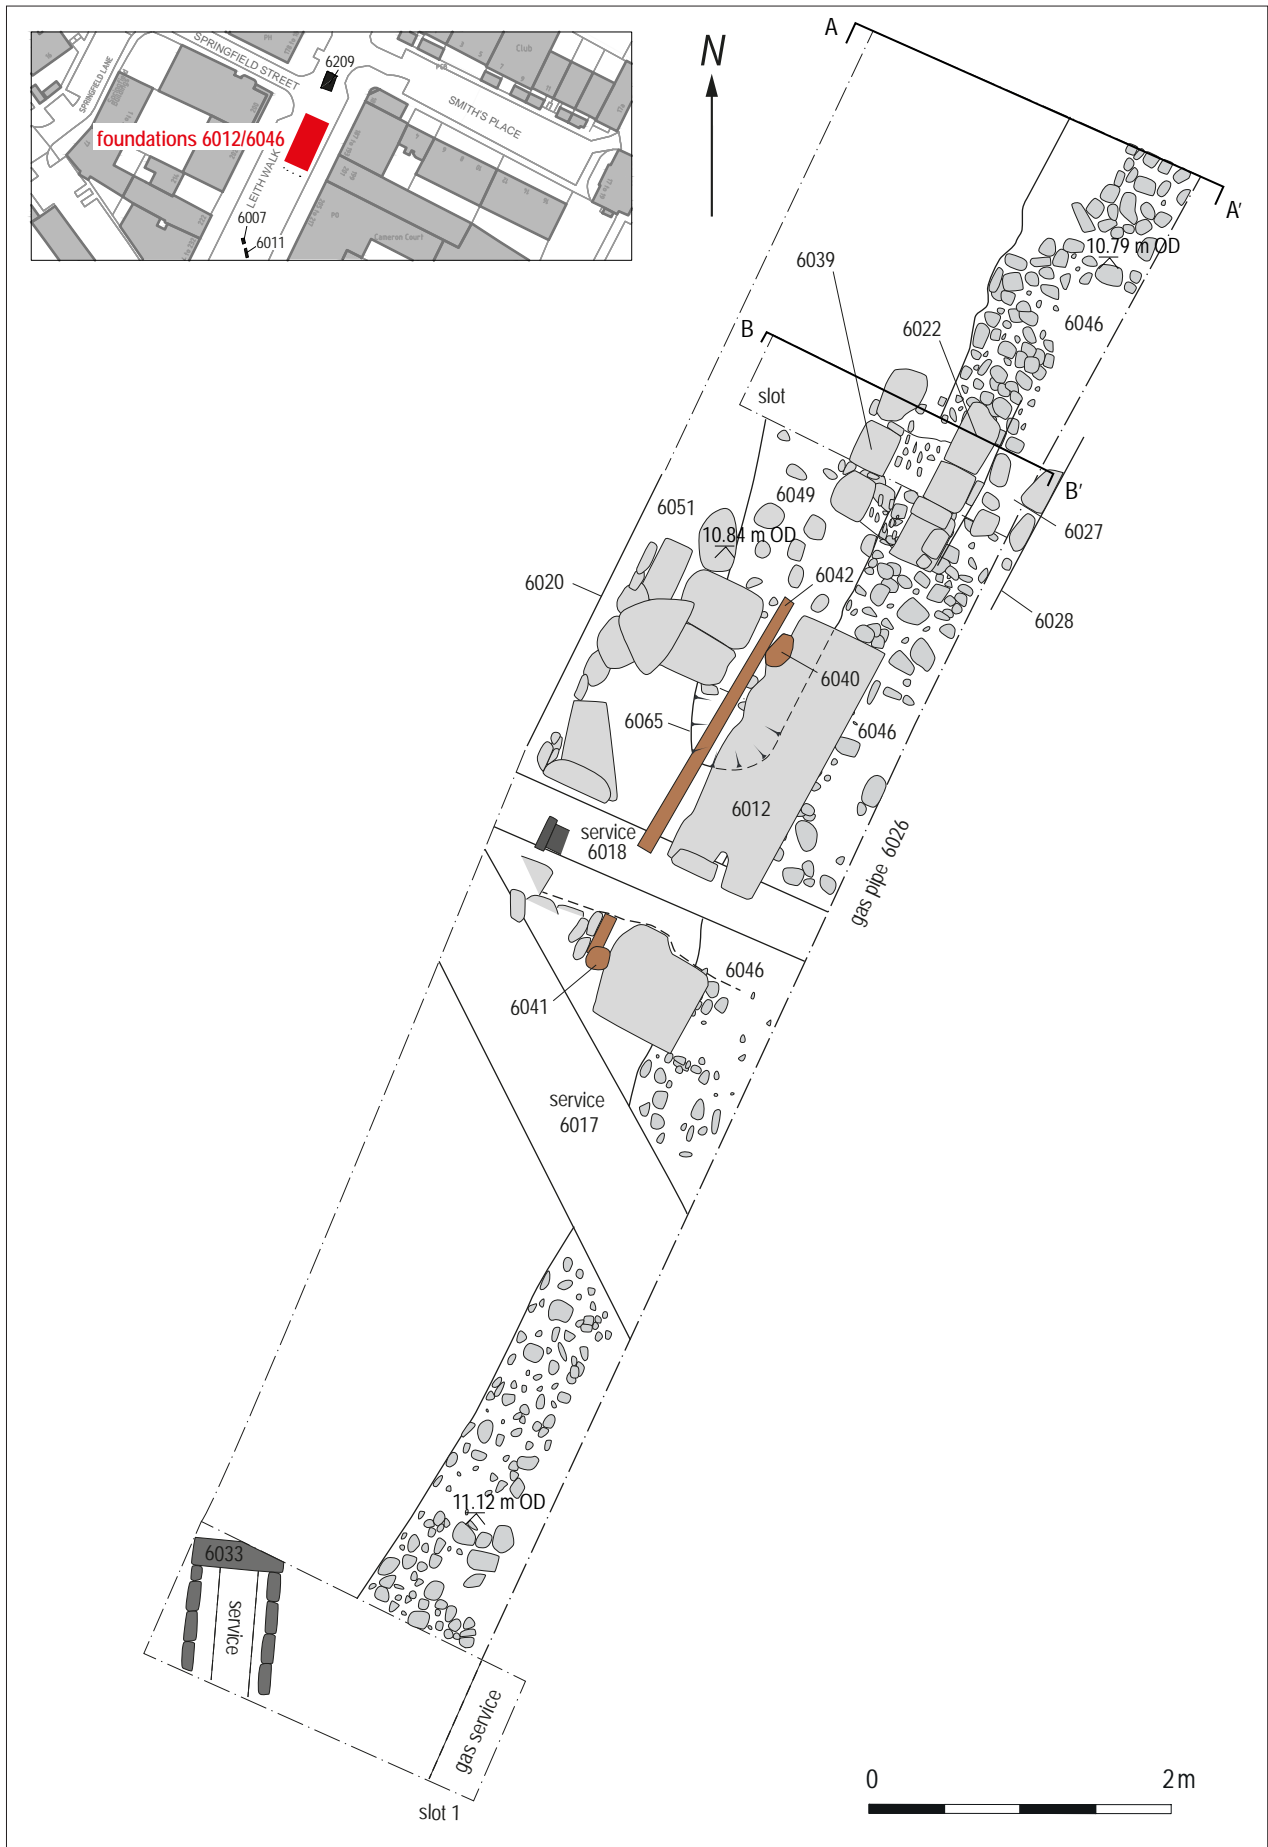 SPRINGFIELD STREET
6209
SPRINGFIELD LANE
SMITH'S PLACE
Club
foundations 6012/6046
LEITH WALK
6007
6011
Cameron Court
N
A
A'
10.79 m OD
6039
6022
6046
B
slot
B'
6049
6051
10.84 m OD
6027
6042
6020
6028
6040
6065
6046
6012
service
6018
gas pipe 6026
6046
6041
service
6017
11.12 m OD
6033
service
gas service
slot 1
0 2 m